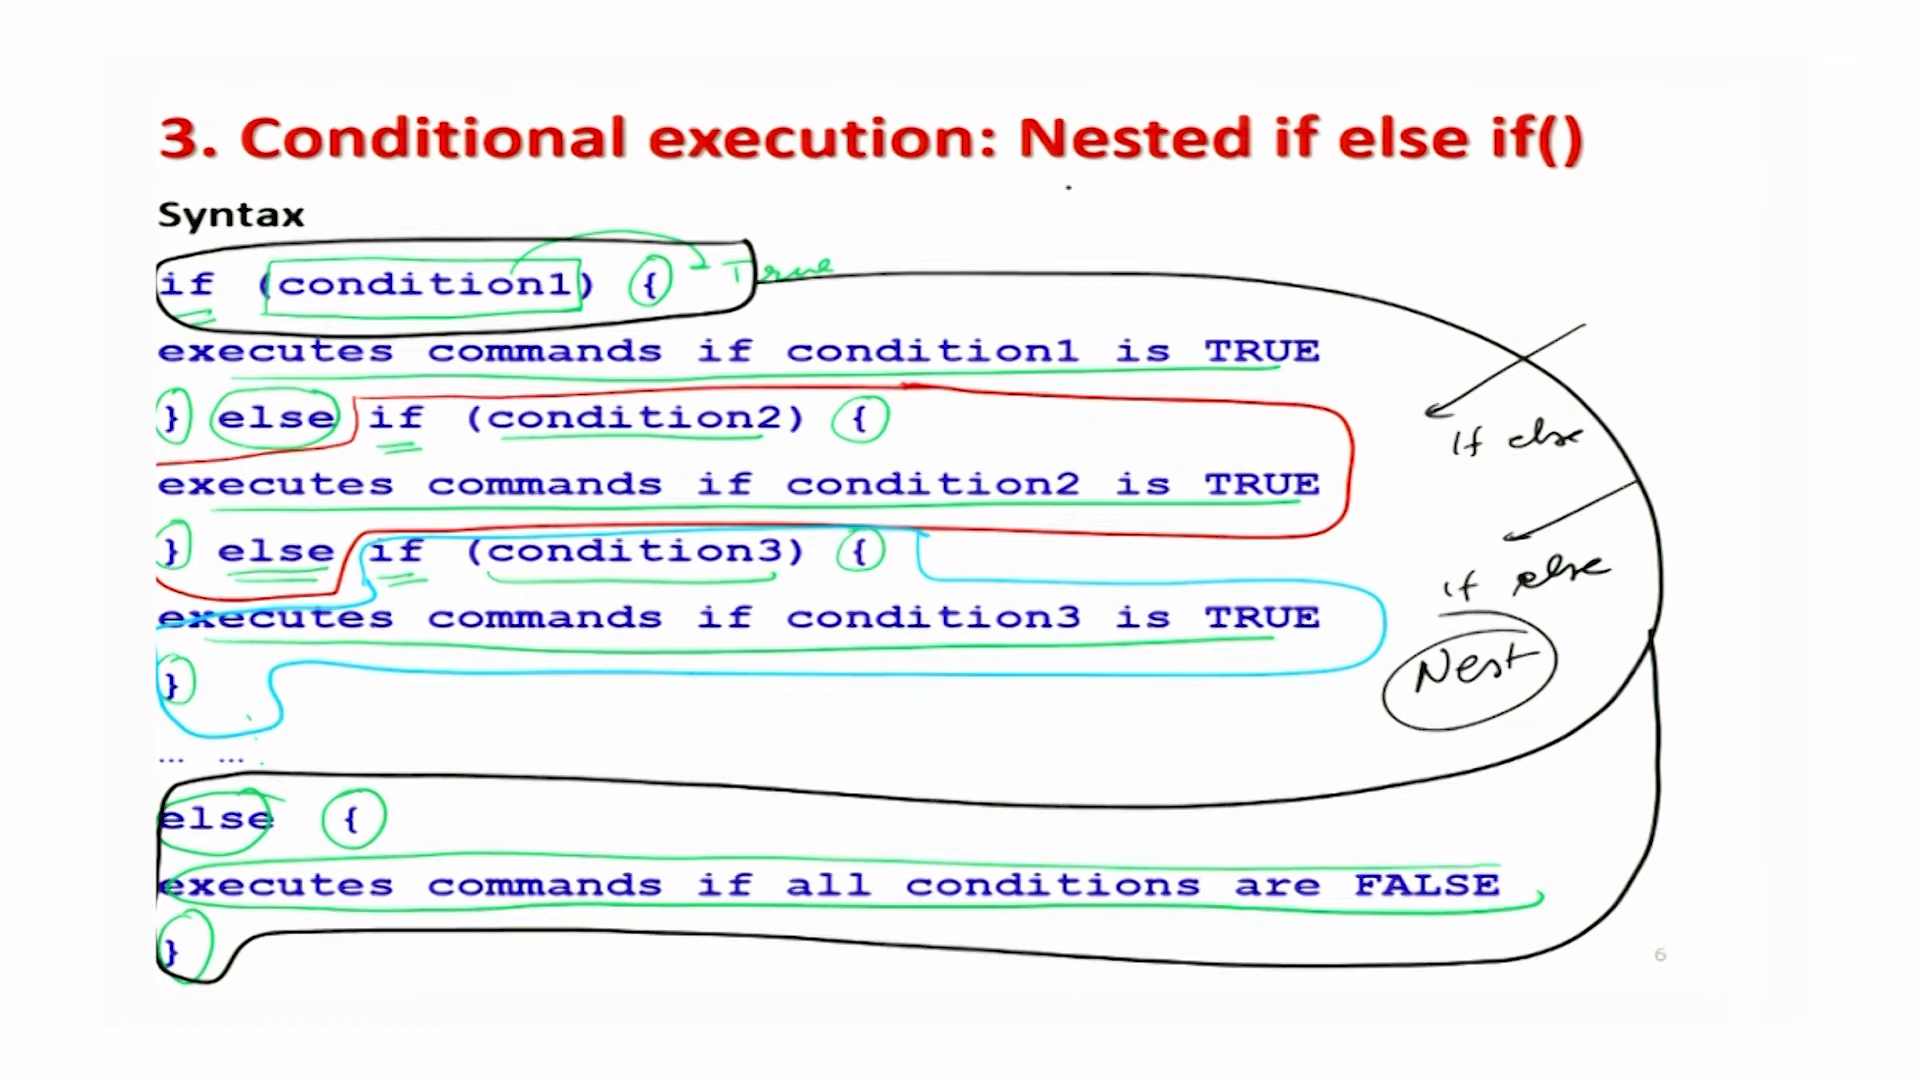 3. Conditional execution: Nested if else if()
Syntax
if (condition1) { True
executes commands if condition1 is TRUE
} else if (condition2) {
If else
executes commands if condition2 is TRUE
} else if (condition3) {
if else
executes commands if condition3 is TRUE
Nest
}
... ...
else {
executes commands if all conditions are FALSE
}
6